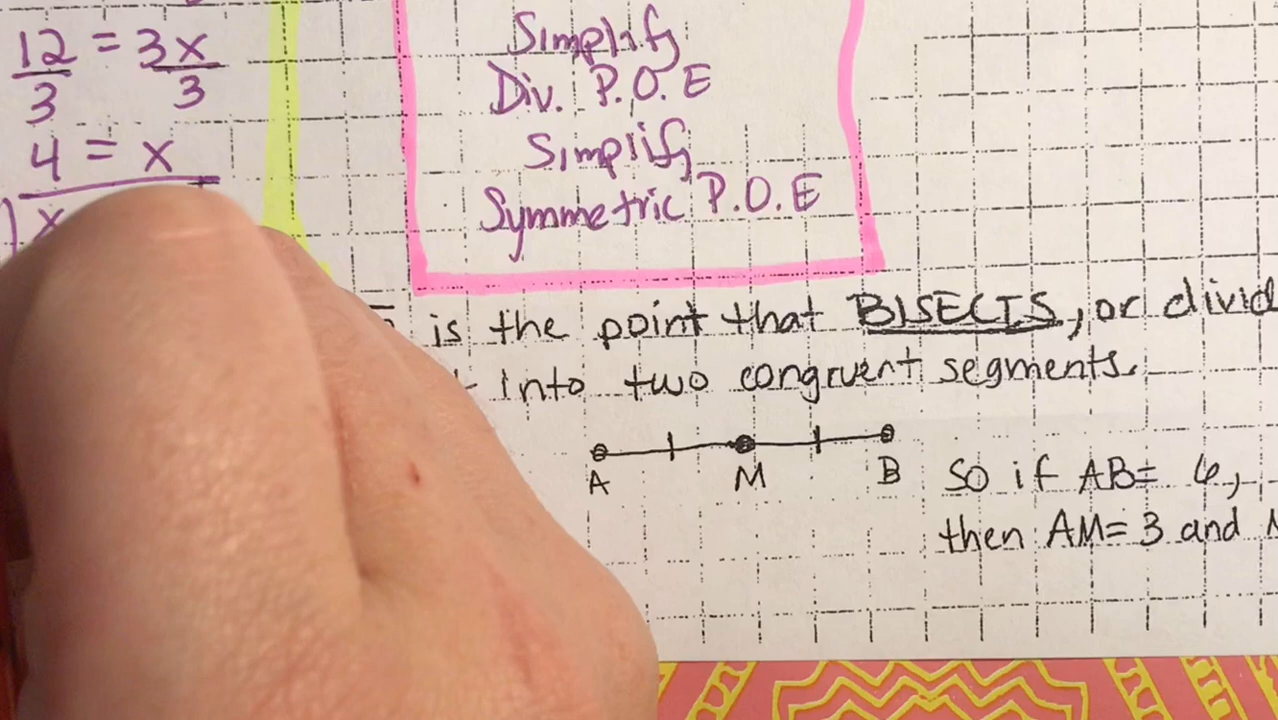 12 = 3x
3 3
4 = x
x
Simplify
Div. P.O.E
Simplify
Symmetric P.O.E
is the point that BISECTS, or divid
into two congruent segments.
A M B
So if AB= 6,
then AM= 3 and